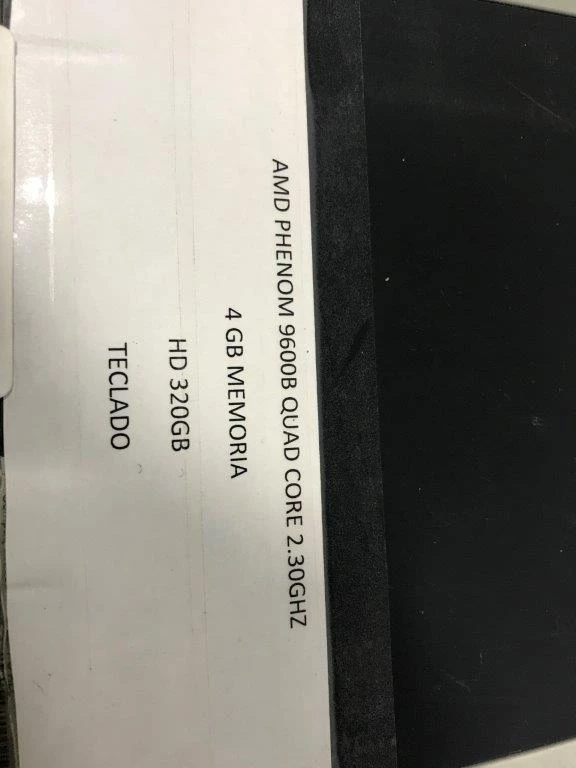 AMD PHENOM 9600B QUAD CORE 2.30GHZ
4 GB MEMORIA
HD 320GB
TECLADO